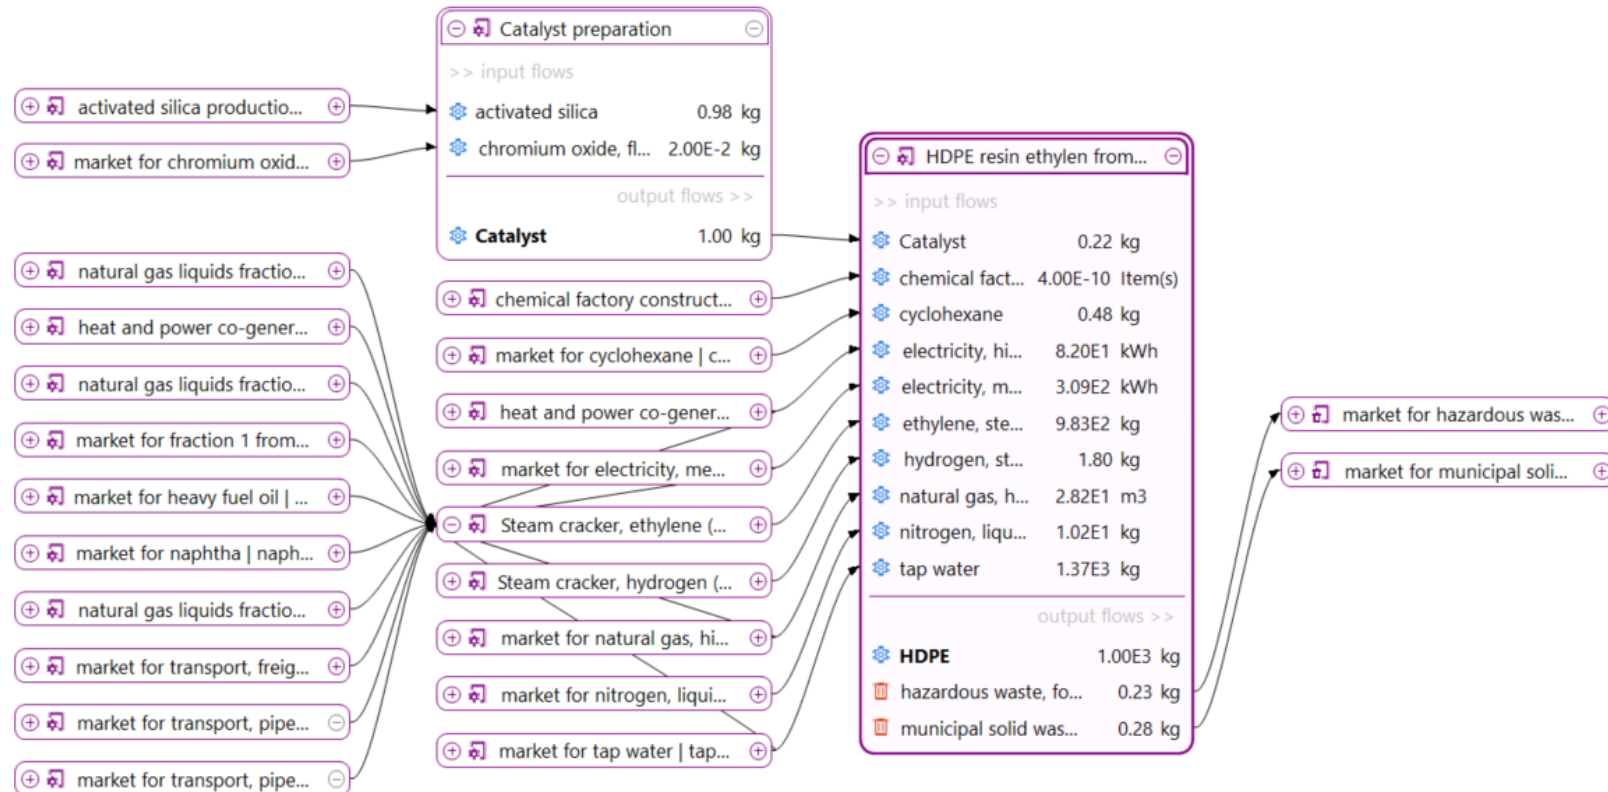 activated silica productio...
market for chromium oxid...
natural gas liquids fractio...
heat and power co-gener...
natural gas liquids fractio...
market for fraction 1 from...
market for heavy fuel oil | ...
market for naphtha | naph...
natural gas liquids fractio...
market for transport, freig...
market for transport, pipe...
market for transport, pipe...
Catalyst preparation
>> input flows
activated silica 0.98 kg
chromium oxide, fl... 2.00E-2 kg
output flows >>
Catalyst 1.00 kg
chemical factory construct...
market for cyclohexane | c...
heat and power co-gener...
market for electricity, me...
Steam cracker, ethylene (...
Steam cracker, hydrogen (...
market for natural gas, hi...
market for nitrogen, liqui...
market for tap water | tap...
HDPE resin ethylen from...
>> input flows
Catalyst 0.22 kg
chemical fact... 4.00E-10 Item(s)
cyclohexane 0.48 kg
electricity, hi... 8.20E1 kWh
electricity, m... 3.09E2 kWh
ethylene, ste... 9.83E2 kg
hydrogen, st... 1.80 kg
natural gas, h... 2.82E1 m3
nitrogen, liqu... 1.02E1 kg
tap water 1.37E3 kg
output flows >>
HDPE 1.00E3 kg
hazardous waste, fo... 0.23 kg
municipal solid was... 0.28 kg
market for hazardous was...
market for municipal soli...